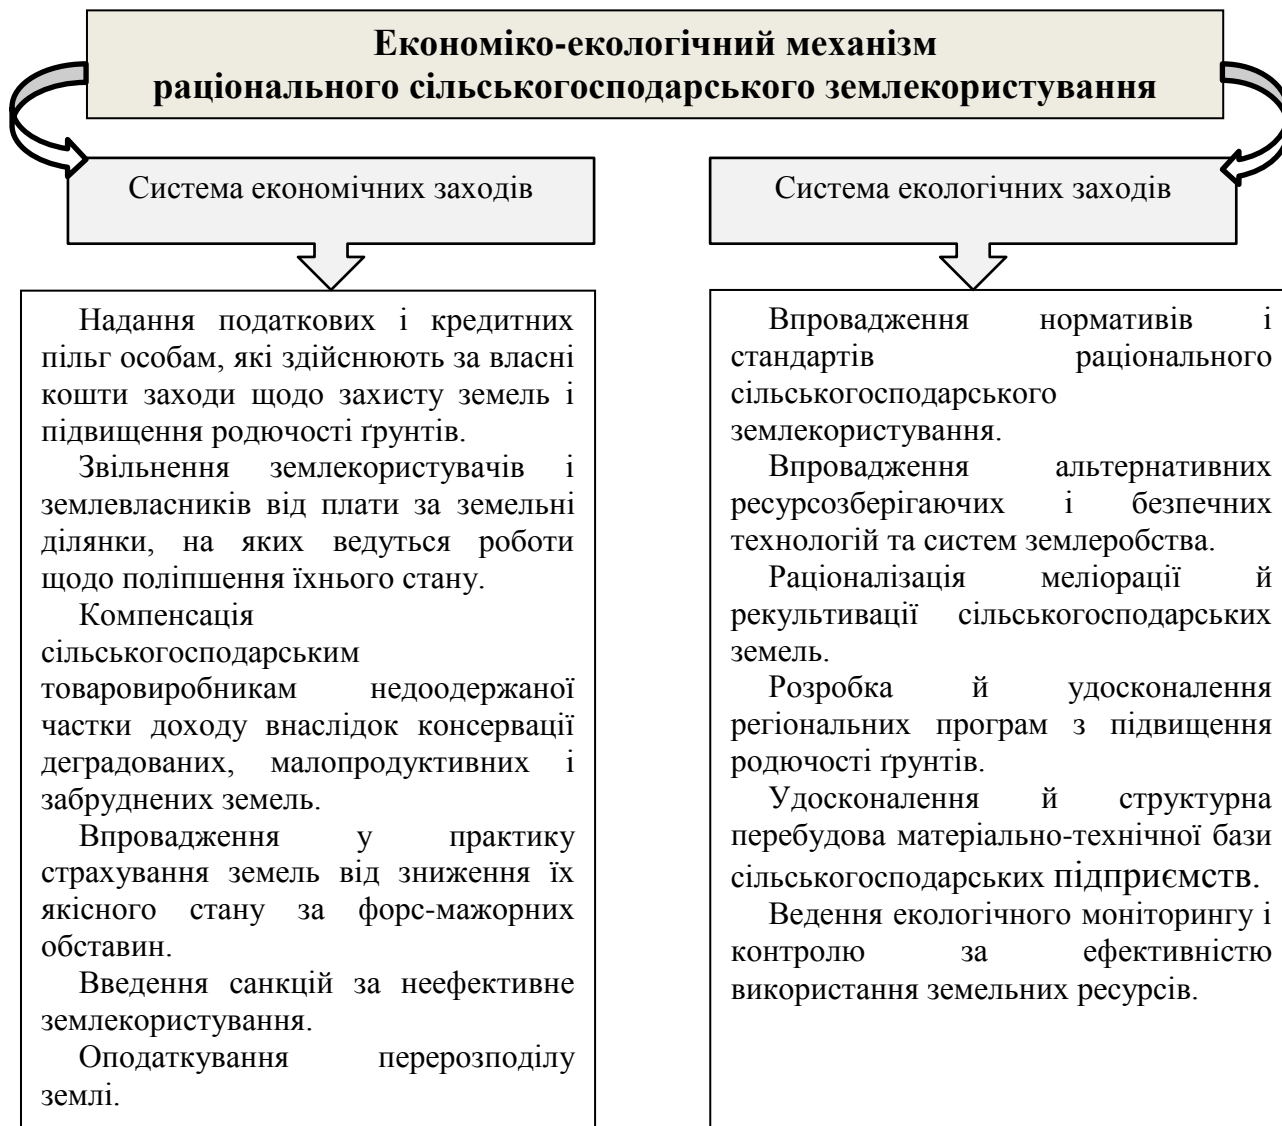 Економіко-екологічний механізм
раціонального сільськогосподарського землекористування
Система економічних заходів
Надання податкових і кредитних
пільг особам, які здійснюють за власні
кошти заходи щодо захисту земель і
підвищення родючості ґрунтів.
Звільнення землекористувачів і
землевласників від плати за земельні
ділянки, на яких ведуться роботи
щодо поліпшення їхнього стану.
Компенсація
сільськогосподарським
товаровиробникам недоодержаної
частки доходу внаслідок консервації
деградованих, малопродуктивних і
забруднених земель.
Впровадження у практику
страхування земель від зниження їх
якісного стану за форс-мажорних
обставин.
Введення санкцій за неефективне
землекористування.
Оподаткування перерозподілу
землі.
Система екологічних заходів
Впровадження нормативів і
стандартів раціонального
сільськогосподарського
землекористування.
Впровадження альтернативних
ресурсозберігаючих і безпечних
технологій та систем землеробства.
Раціоналізація меліорації й
рекультивації сільськогосподарських
земель.
Розробка й удосконалення
регіональних програм з підвищення
родючості ґрунтів.
Удосконалення й структурна
перебудова матеріально-технічної бази
сільськогосподарських підприємств.
Ведення екологічного моніторингу і
контролю за ефективністю
використання земельних ресурсів.